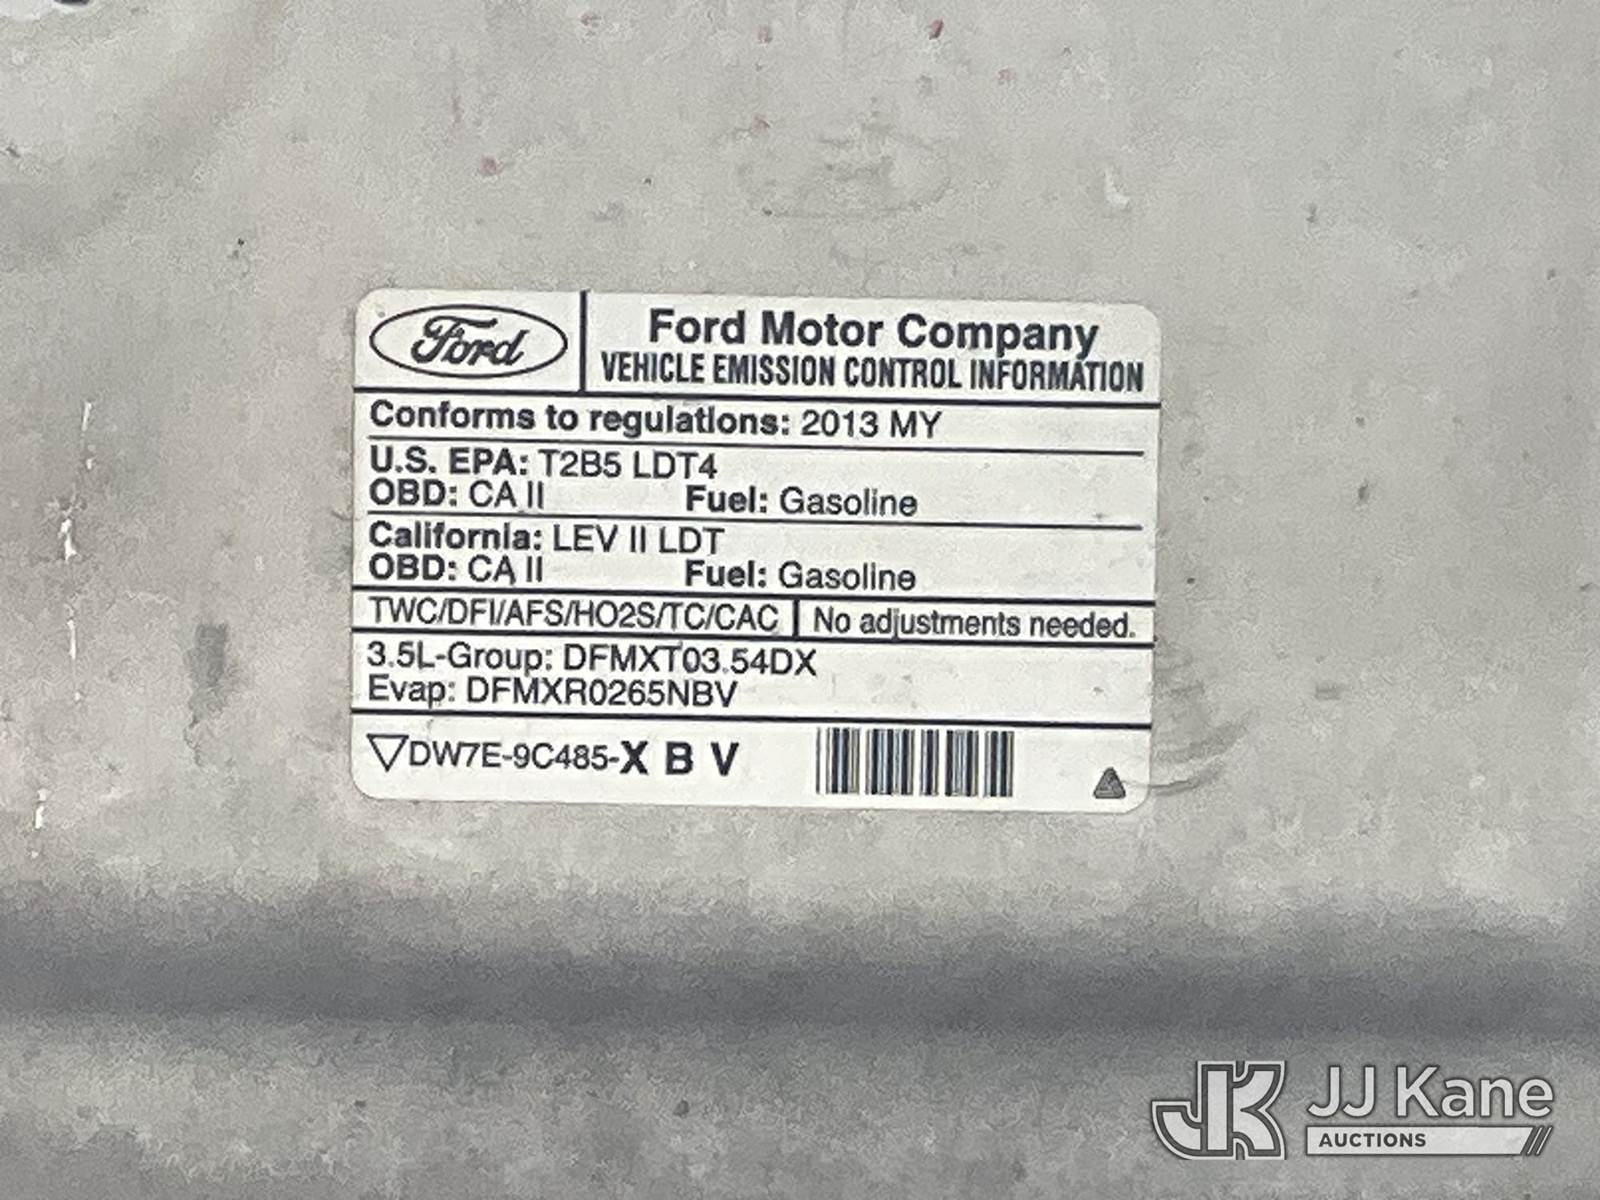 Ford
Ford Motor Company
VEHICLE EMISSION CONTROL INFORMATION
Conforms to regulations: 2013 MY
U.S. EPA: T2B5 LDT4
OBD: CA II Fuel: Gasoline
California: LEV II LDT
OBD: CA II Fuel: Gasoline
TWC/DFI/AFS/HO2S/TC/CAC No adjustments needed.
3.5L-Group: DFMXT03.54DX
Evap: DFMXR0265NBV
DW7E-9C485-X B V
JK JJ Kane
AUCTIONS